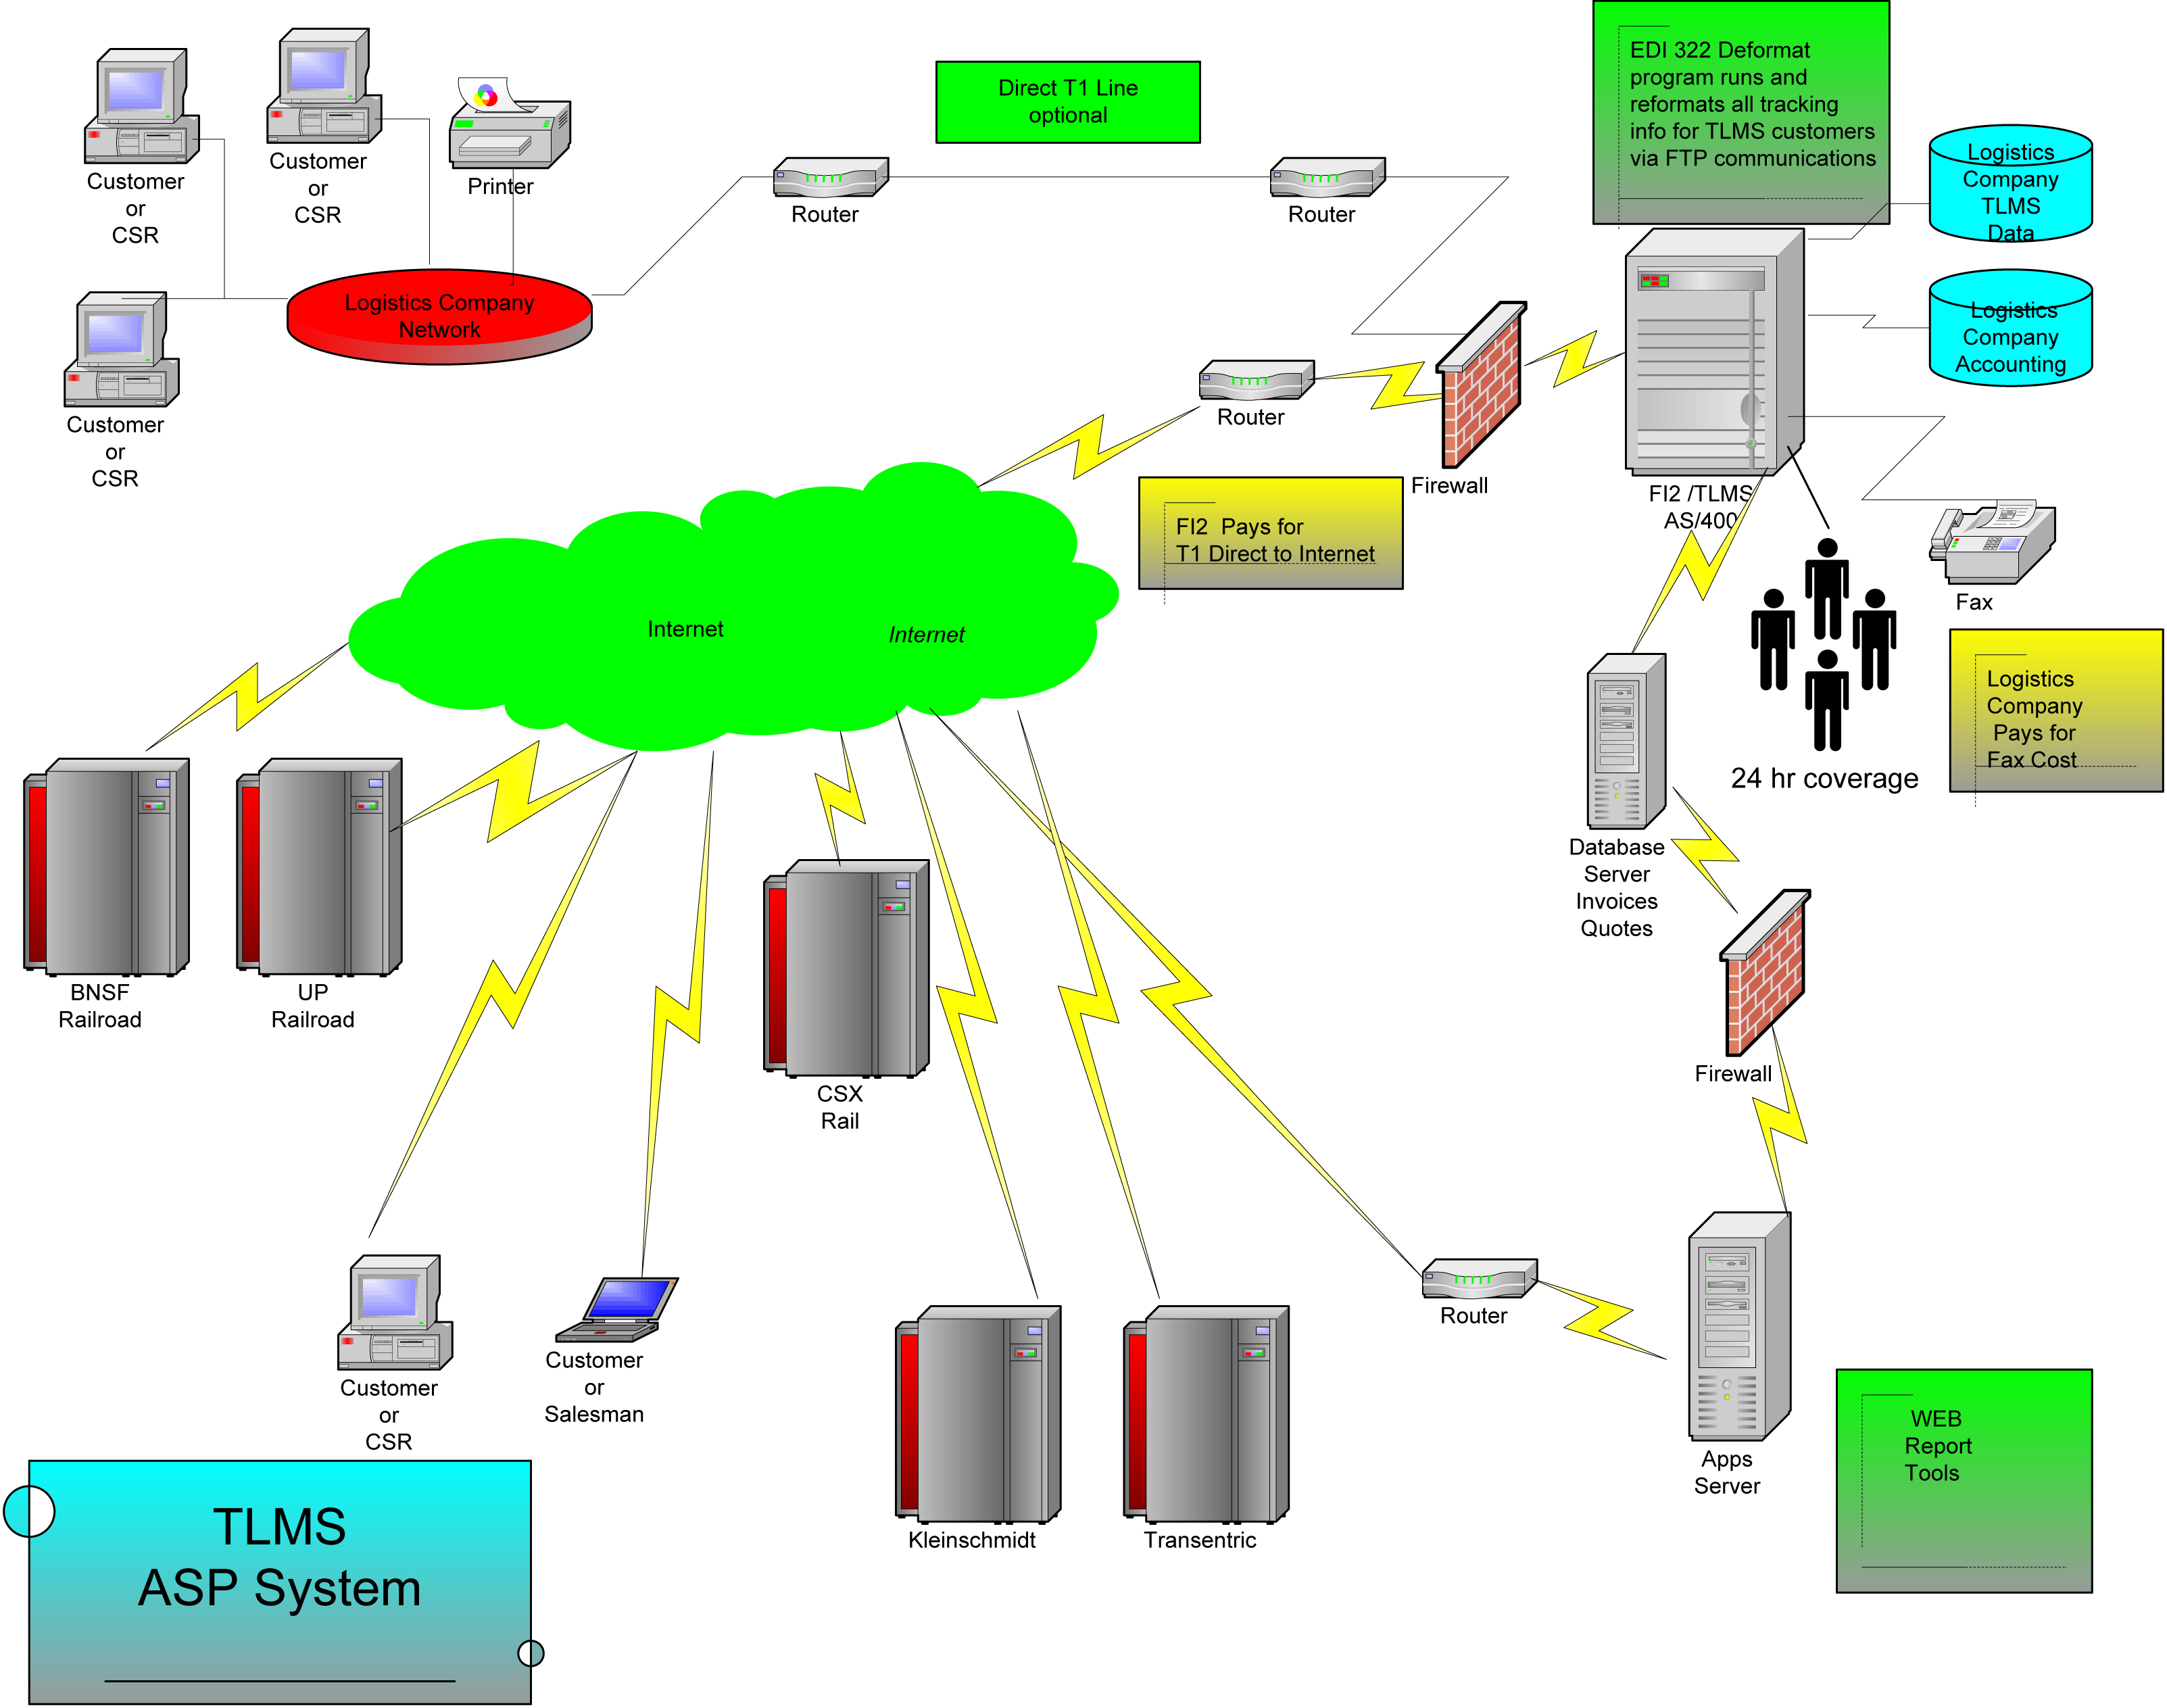 Customer
or
CSR
Customer
or
CSR
Printer
Customer
or
CSR
Logistics Company
Network
Router
Direct T1 Line
optional
Router
EDI 322 Deformat
program runs and
reformats all tracking
info for TLMS customers
via FTP communications
Logistics
Company
TLMS
Data
Logistics
Company
Accounting
Router
Firewall
FI2 /TLMS
AS/400
FI2 Pays for
T1 Direct to Internet
Fax
Logistics
Company
Pays for
Fax Cost
24 hr coverage
Internet
Internet
Database
Server
Invoices
Quotes
Firewall
BNSF
Railroad
UP
Railroad
CSX
Rail
Customer
or
CSR
Customer
or
Salesman
Kleinschmidt
Transentric
Router
Apps
Server
WEB
Report
Tools
TLMS
ASP System